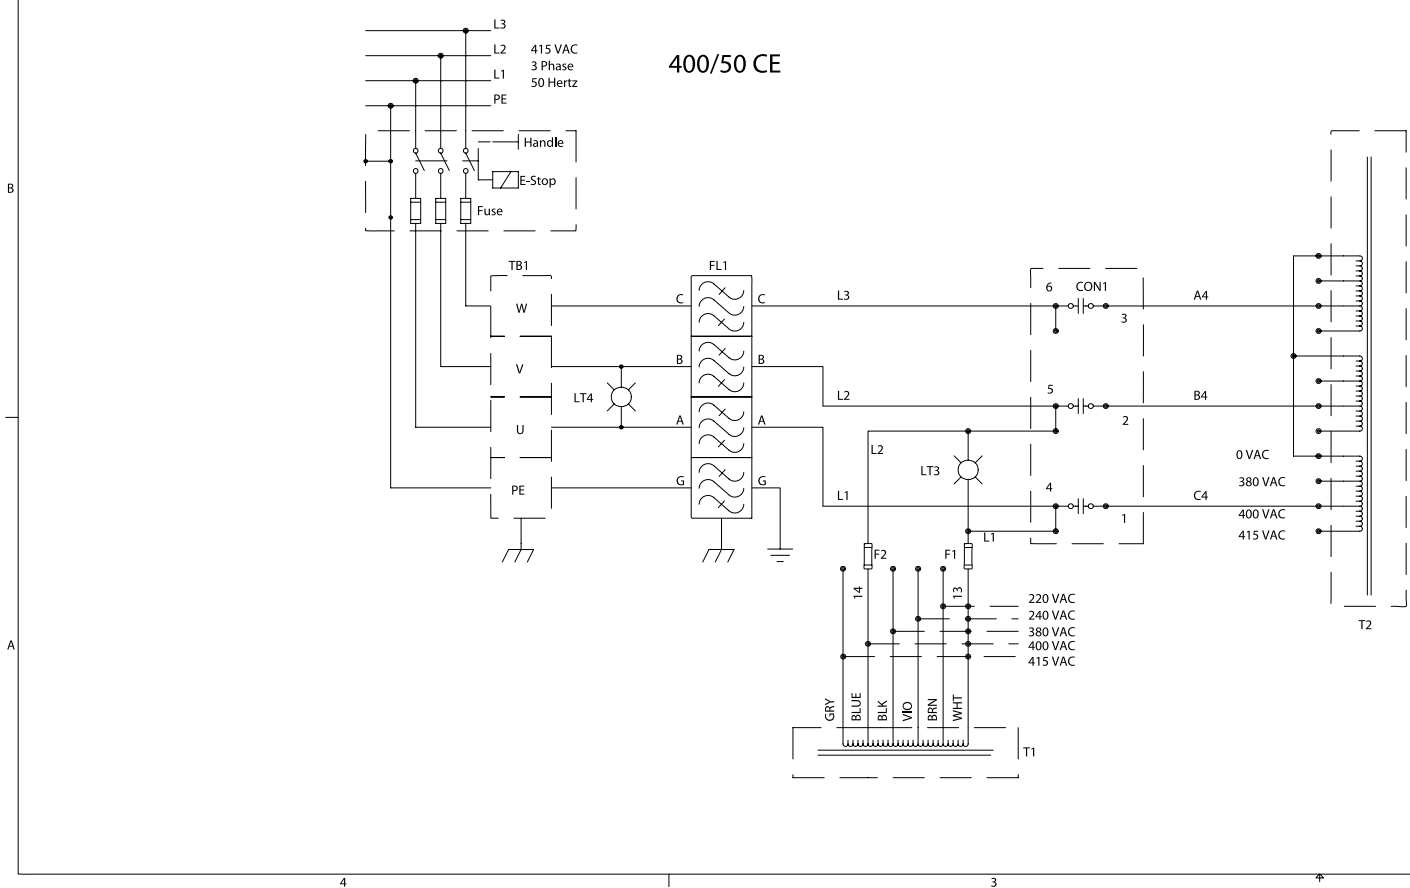 L3
L2
L1
PE
415 VAC
3 Phase
50 Hertz
400/50 CE
Handle
E-Stop
Fuse
B
TB1
FL1
W
C
C
L3
6
CON1
3
A4
V
B
B
L2
5
2
B4
LT4
U
A
A
L2
LT3
0 VAC
380 VAC
400 VAC
415 VAC
PE
G
G
L1
4
1
C4
L1
F2
F1
14
13
220 VAC
240 VAC
380 VAC
400 VAC
415 VAC
T2
A
GRY
BLUE
BLK
VIO
BRN
WHT
T1
4
3